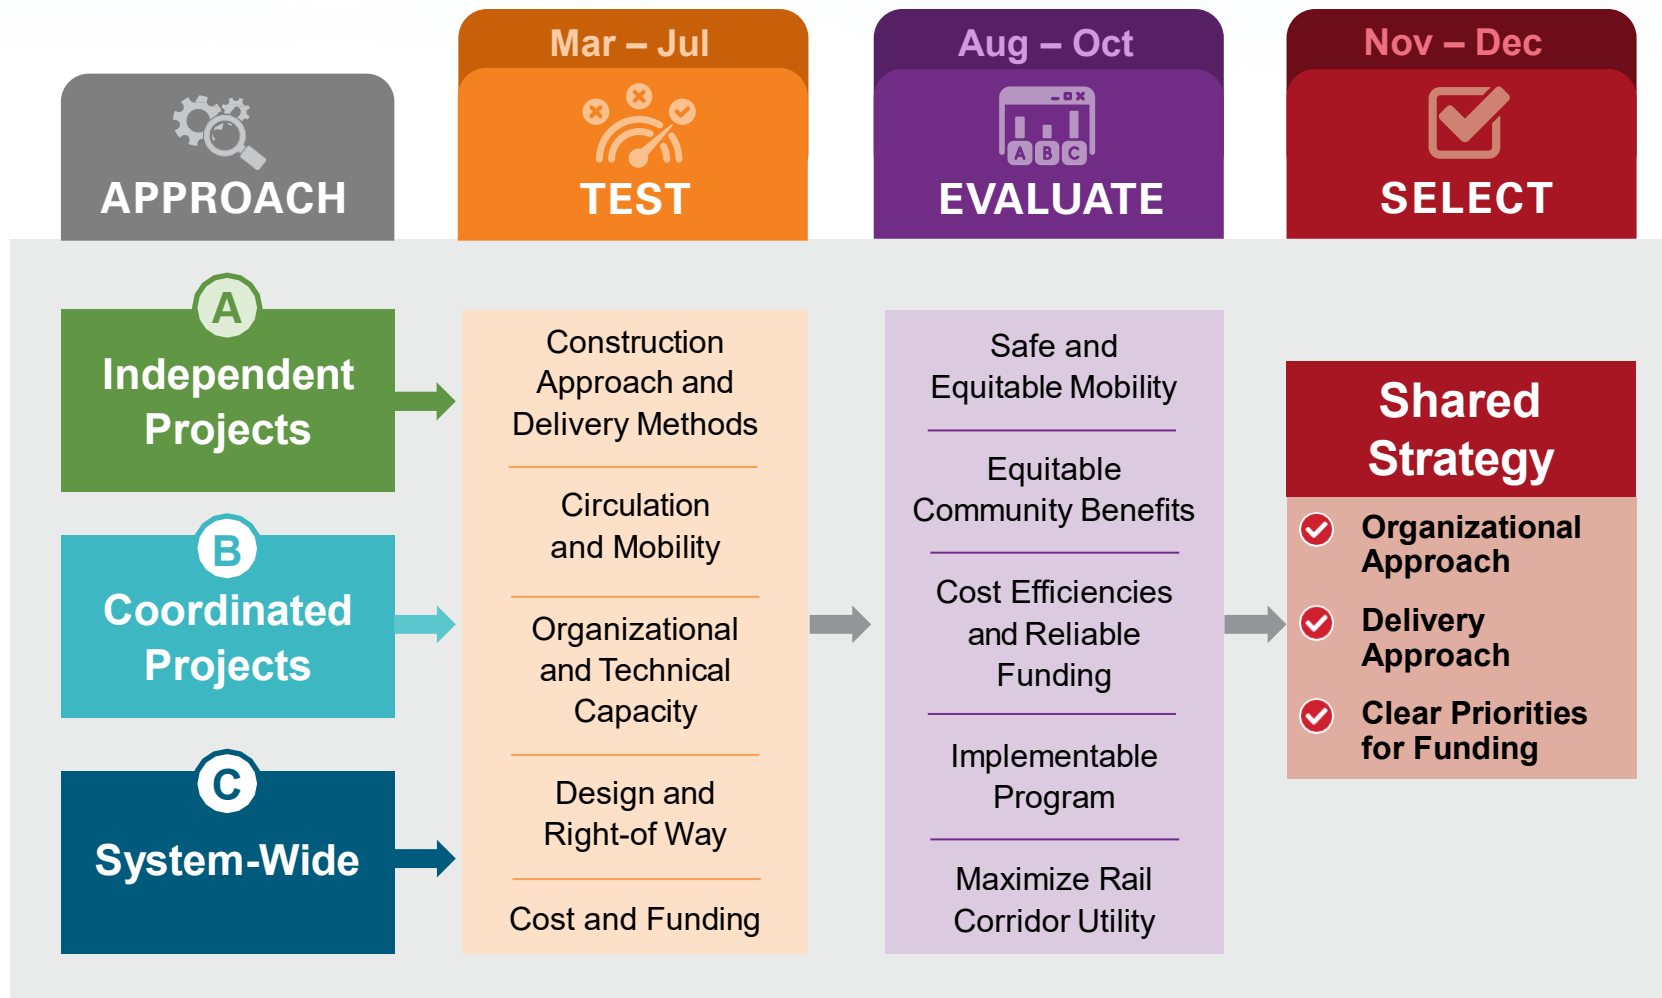 APPROACH
A
Independent
Projects
B
Coordinated
Projects
C
System-Wide
Mar – Jul
TEST
Construction
Approach and
Delivery Methods
Circulation
and Mobility
Organizational
and Technical
Capacity
Design and
Right-of Way
Cost and Funding
Aug – Oct
A B C
EVALUATE
Safe and
Equitable Mobility
Equitable
Community Benefits
Cost Efficiencies
and Reliable
Funding
Implementable
Program
Maximize Rail
Corridor Utility
Nov – Dec
SELECT
Shared
Strategy
Organizational
Approach
Delivery
Approach
Clear Priorities
for Funding